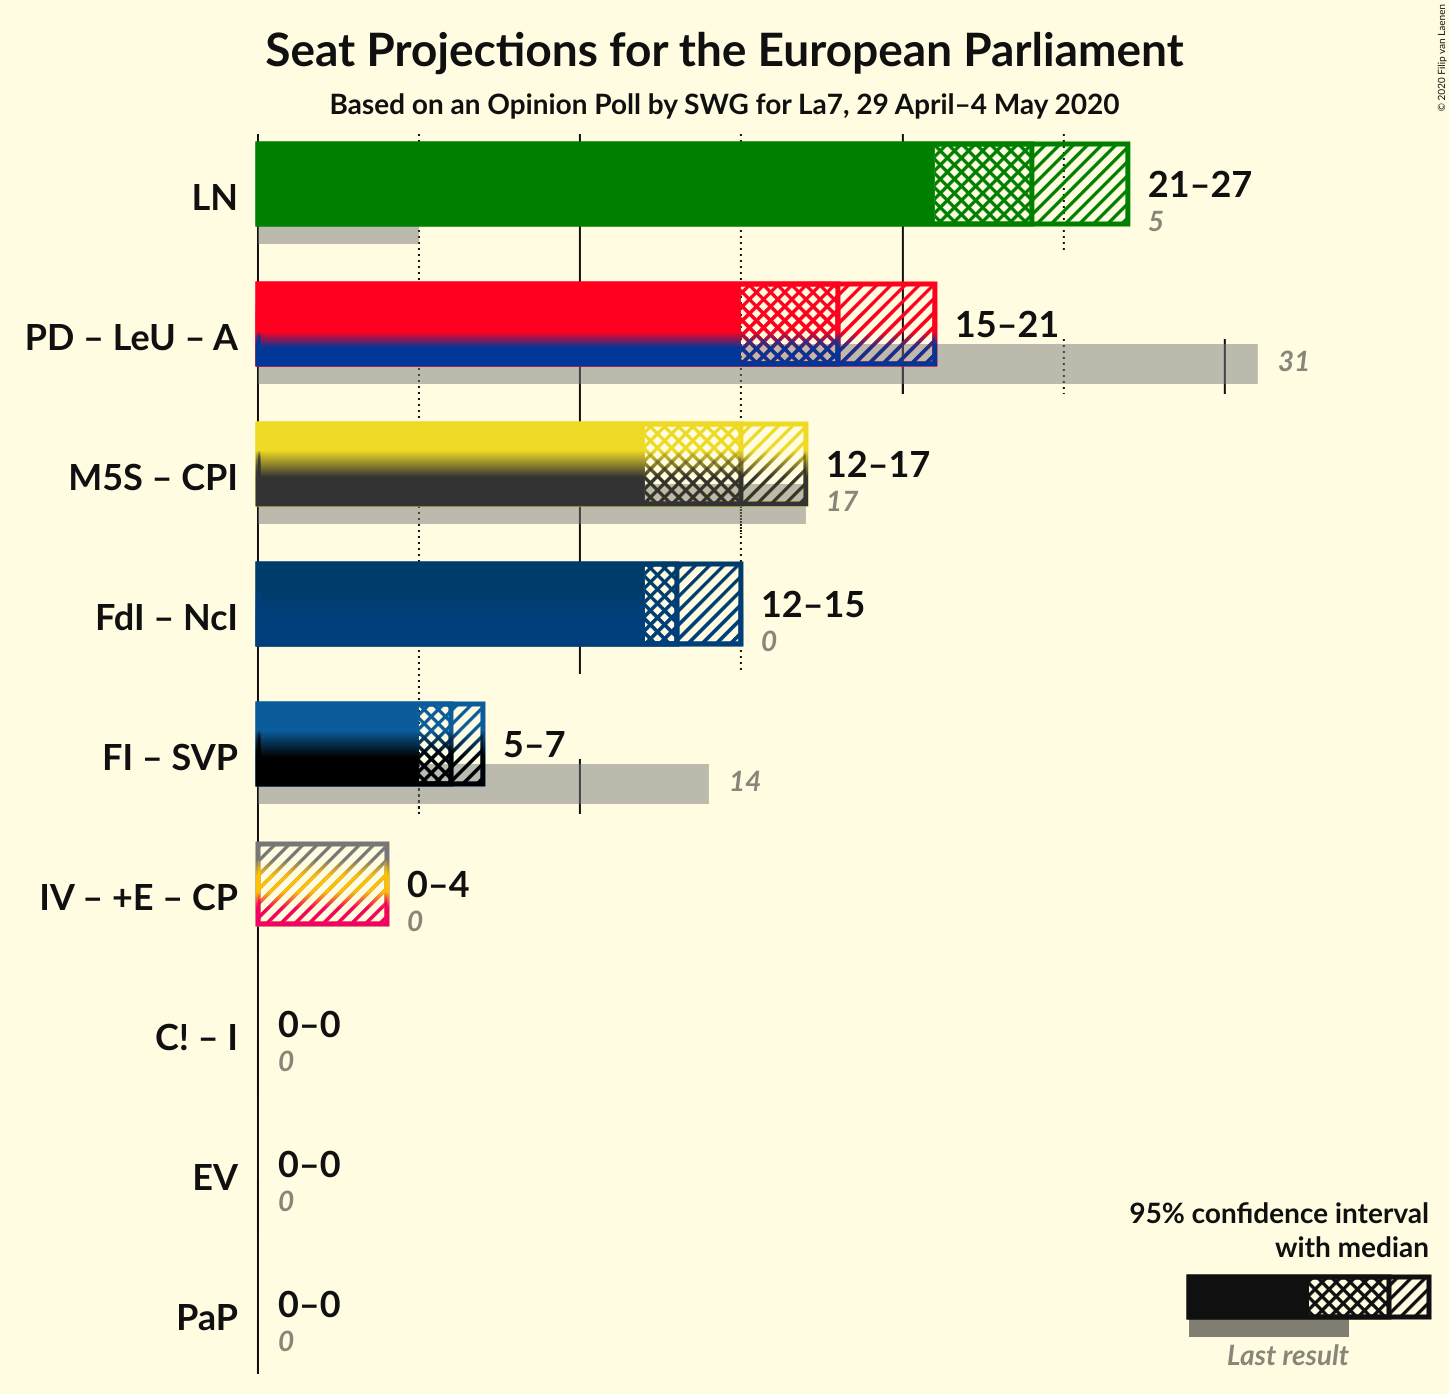 © 2020 Filip van Laenen
Seat Projections for the European Parliament
Based on an Opinion Poll by SWG for La7, 29 April–4 May 2020
LN
21–27
5
PD – LeU – A
15–21
31
M5S – CPI
12–17
17
FdI – NcI
12–15
0
FI – SVP
5–7
14
IV – +E – CP
0–4
0
C! – I
0–0
0
EV
0–0
0
PaP
0–0
0
95% confidence interval
with median
Last result